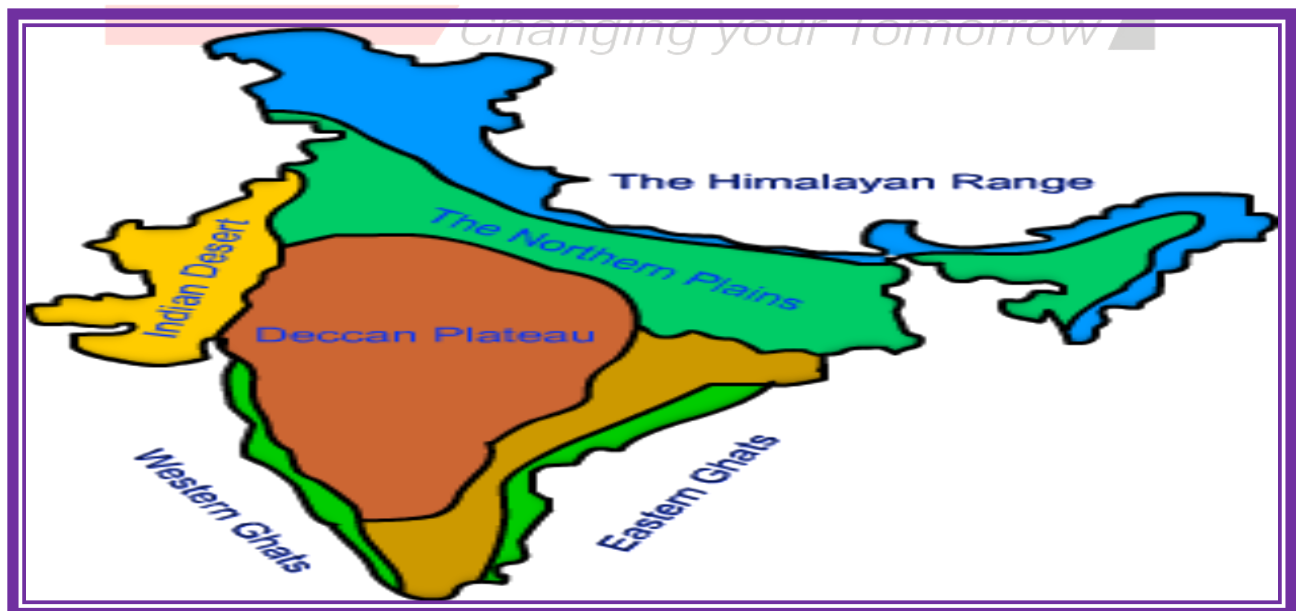 Changing your Tomorrow
The Himalayan Range
The Northern Plains
Indian Desert
Deccan Plateau
Western Ghats
Eastern Ghats